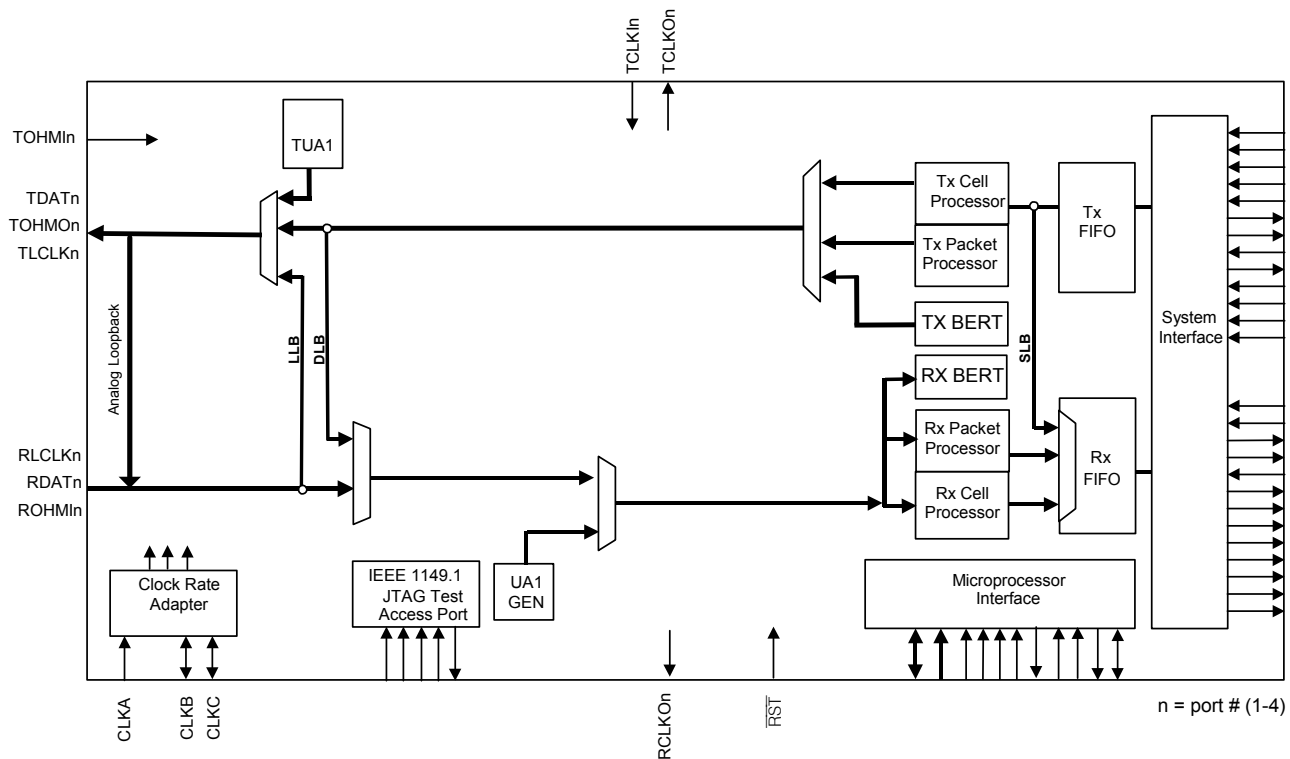 TCLKIn
TCLKOn
TOHMIn
TUA1
TDATn
TOHMOn
TLCLKn
Tx Cell
Processor
Tx Packet
Processor
TX BERT
Tx
FIFO
System
Interface
Analog Loopback
LLB
DLB
SLB
RX BERT
Rx Packet
Processor
Rx Cell
Processor
Rx
FIFO
RLCLKn
RDATn
ROHMIn
Clock Rate
Adapter
IEEE 1149.1
JTAG Test
Access Port
UA1
GEN
Microprocessor
Interface
CLKA
CLKB
CLKC
RCLKOn
RST
n = port # (1-4)